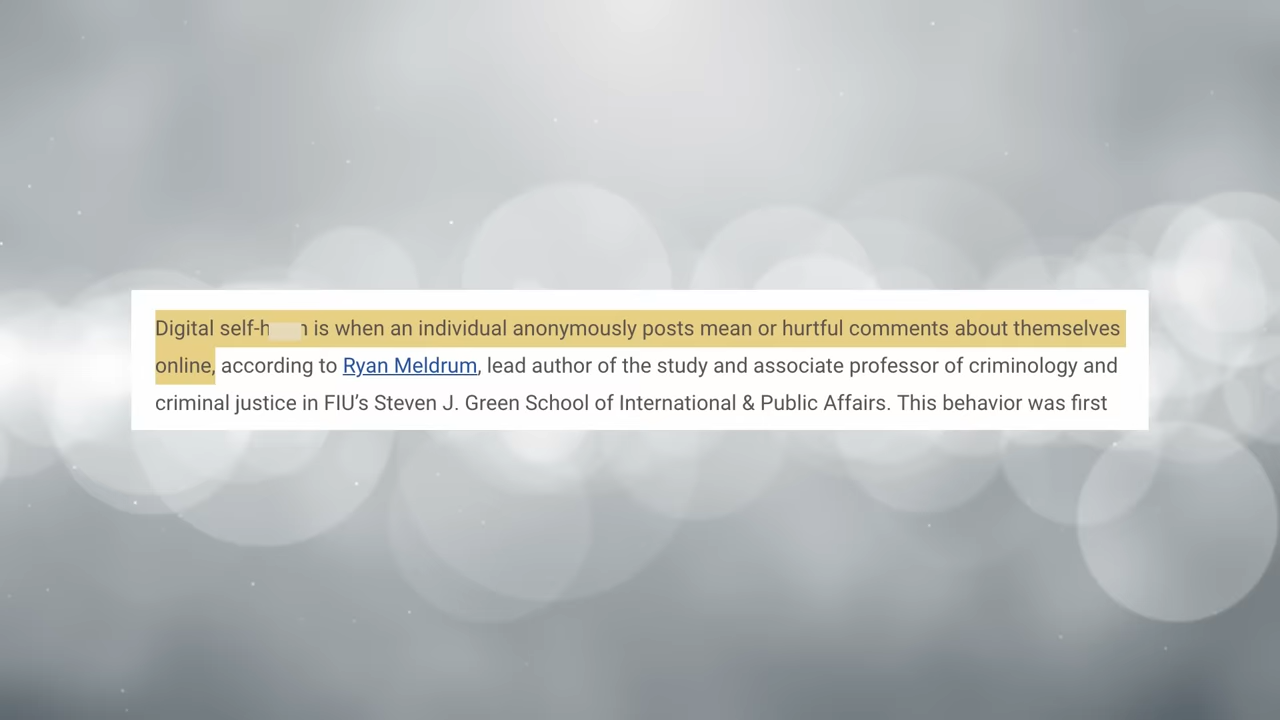 Digital self-h n is when an individual anonymously posts mean or hurtful comments about themselves
online, according to Ryan Meldrum, lead author of the study and associate professor of criminology and
criminal justice in FIU’s Steven J. Green School of International & Public Affairs. This behavior was first